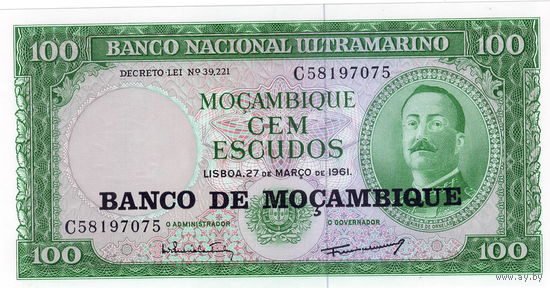 100 BANCO NACIONAL ULTRAMARINO 100
DECRETO-LEI Nº 39,221 C58197075
MOÇAMBIQUE
CEM
ESCUDOS
LISBOA, 27 DE MARÇO DE 1961.
BANCO DE MOÇAMBIQUE
C58197075 O ADMINISTRADOR O GOVERNADOR
100 100
www.ay.by